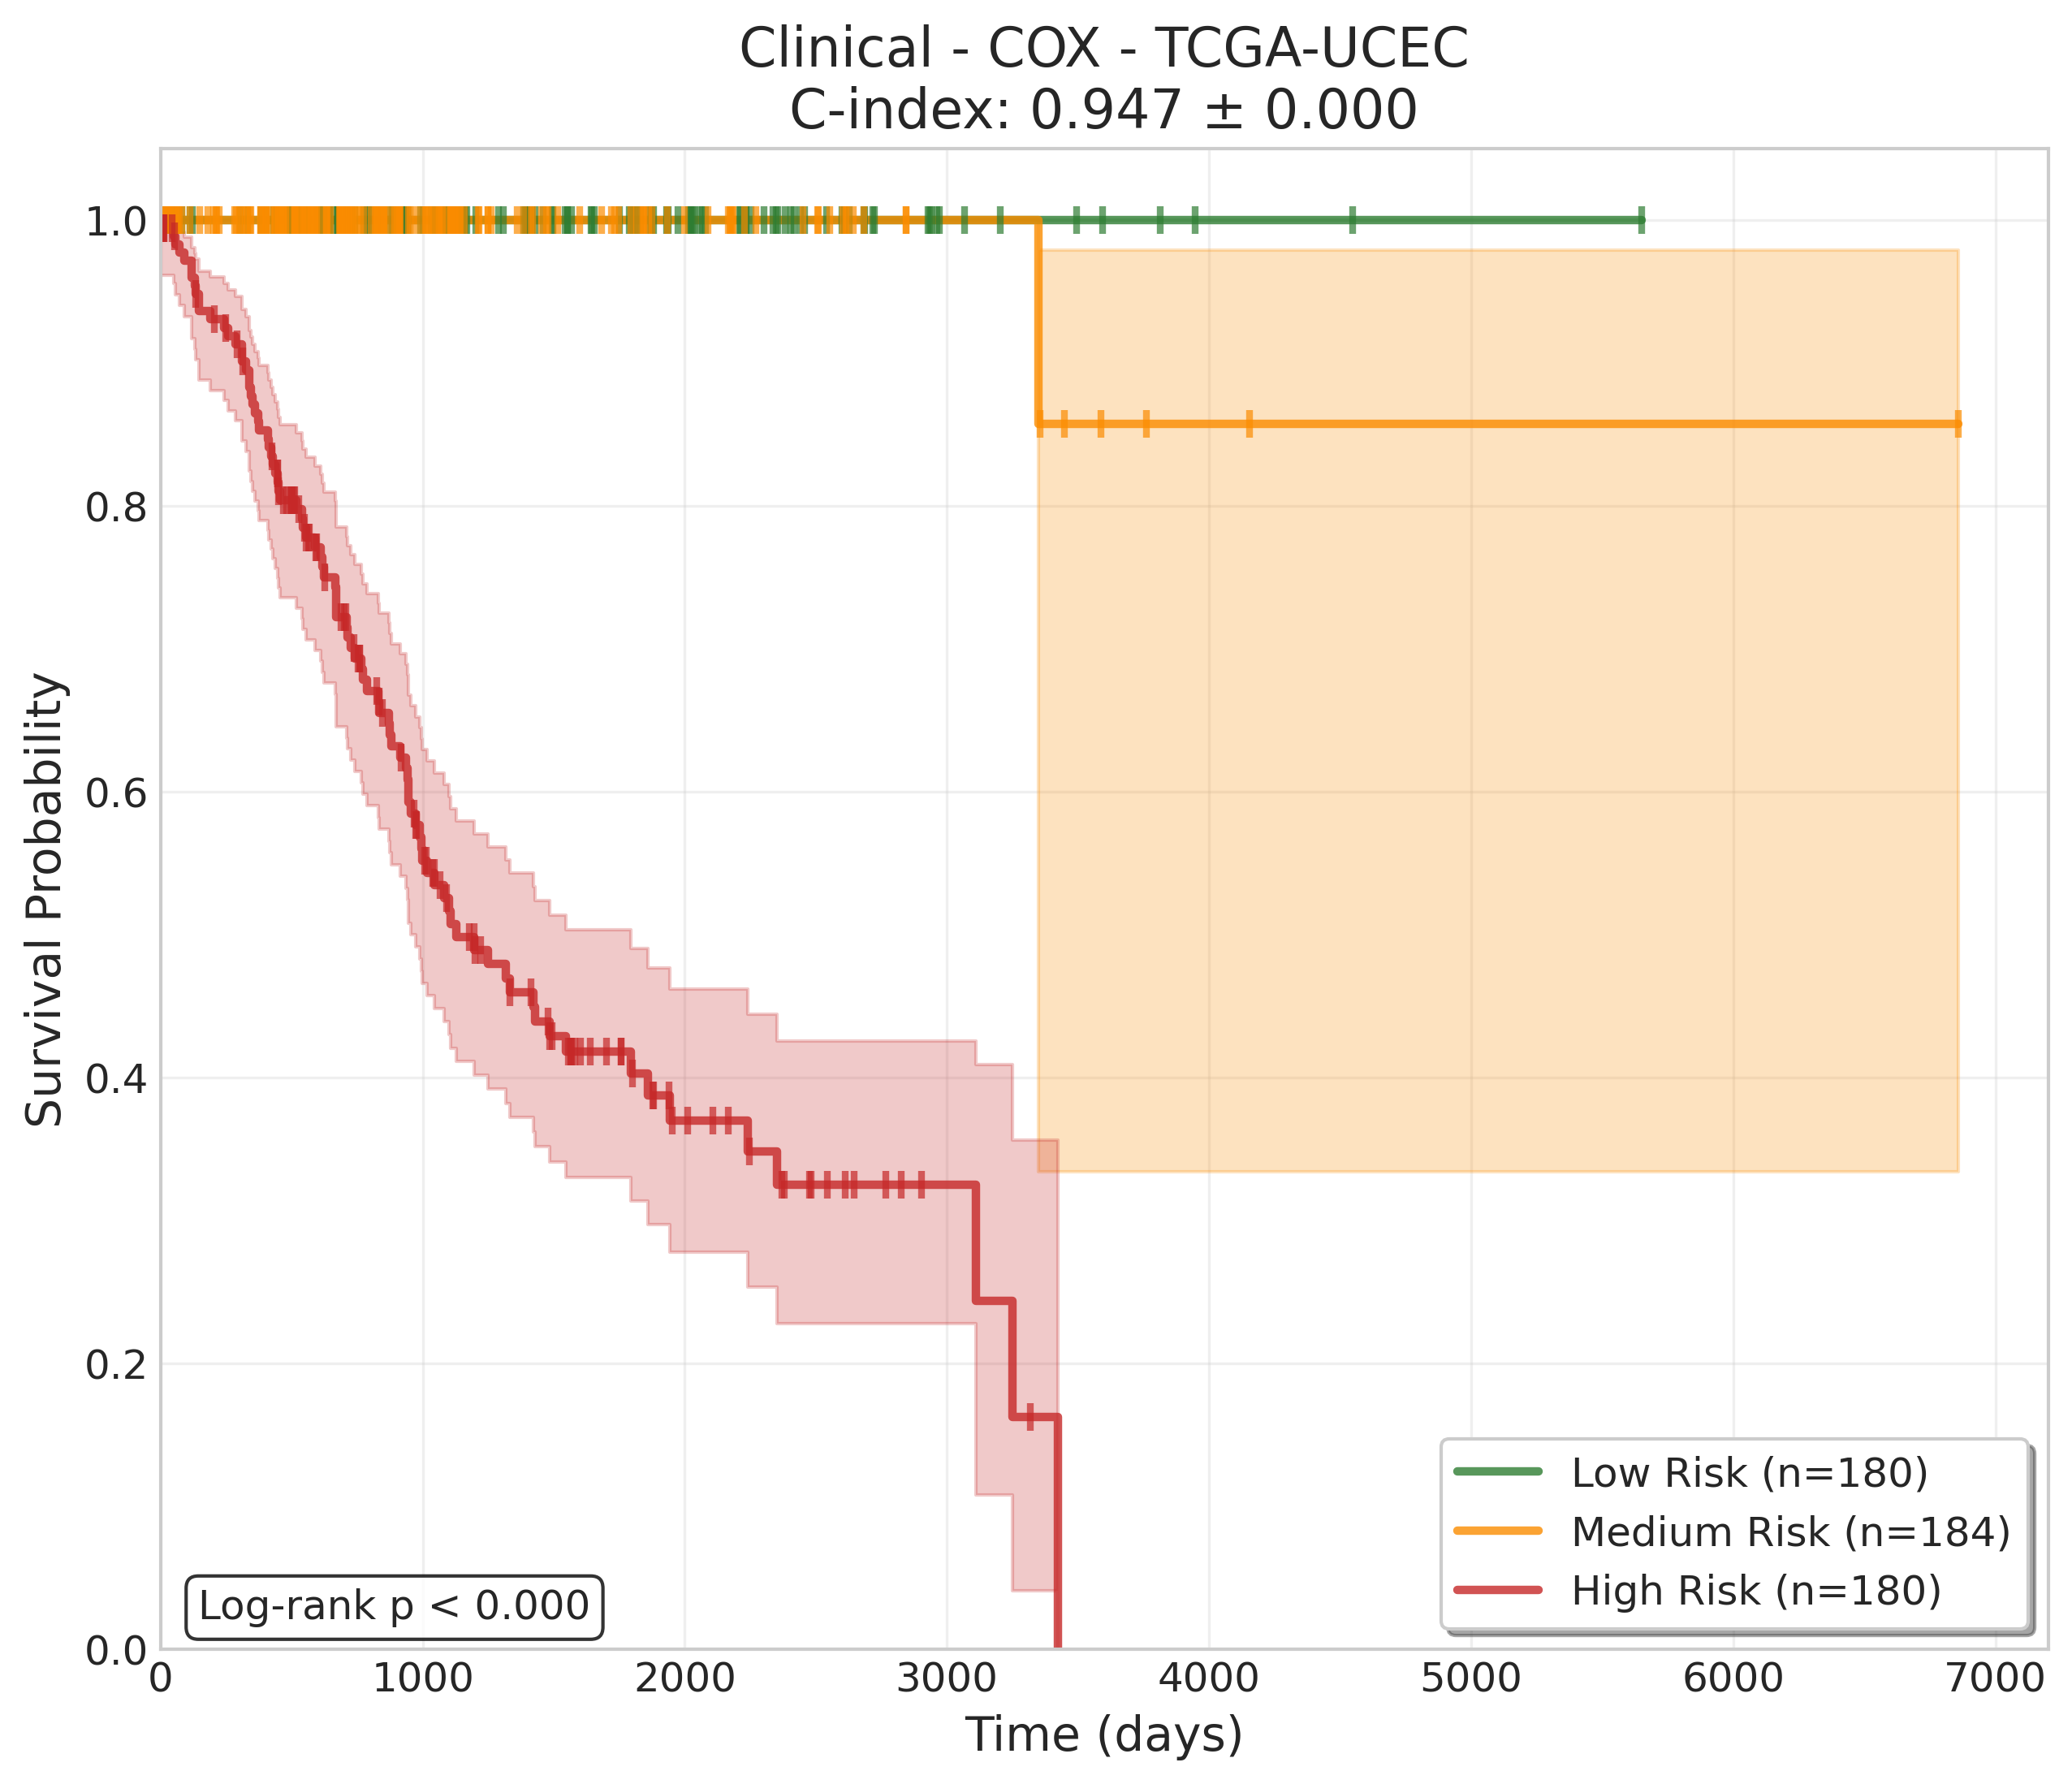 Clinical - COX - TCGA-UCEC
C-index: 0.947 ± 0.000
Survival Probability
1.0
0.8
0.6
0.4
0.2
0.0
Log-rank p < 0.000
Low Risk (n=180)
Medium Risk (n=184)
High Risk (n=180)
0 1000 2000 3000 4000 5000 6000 7000
Time (days)